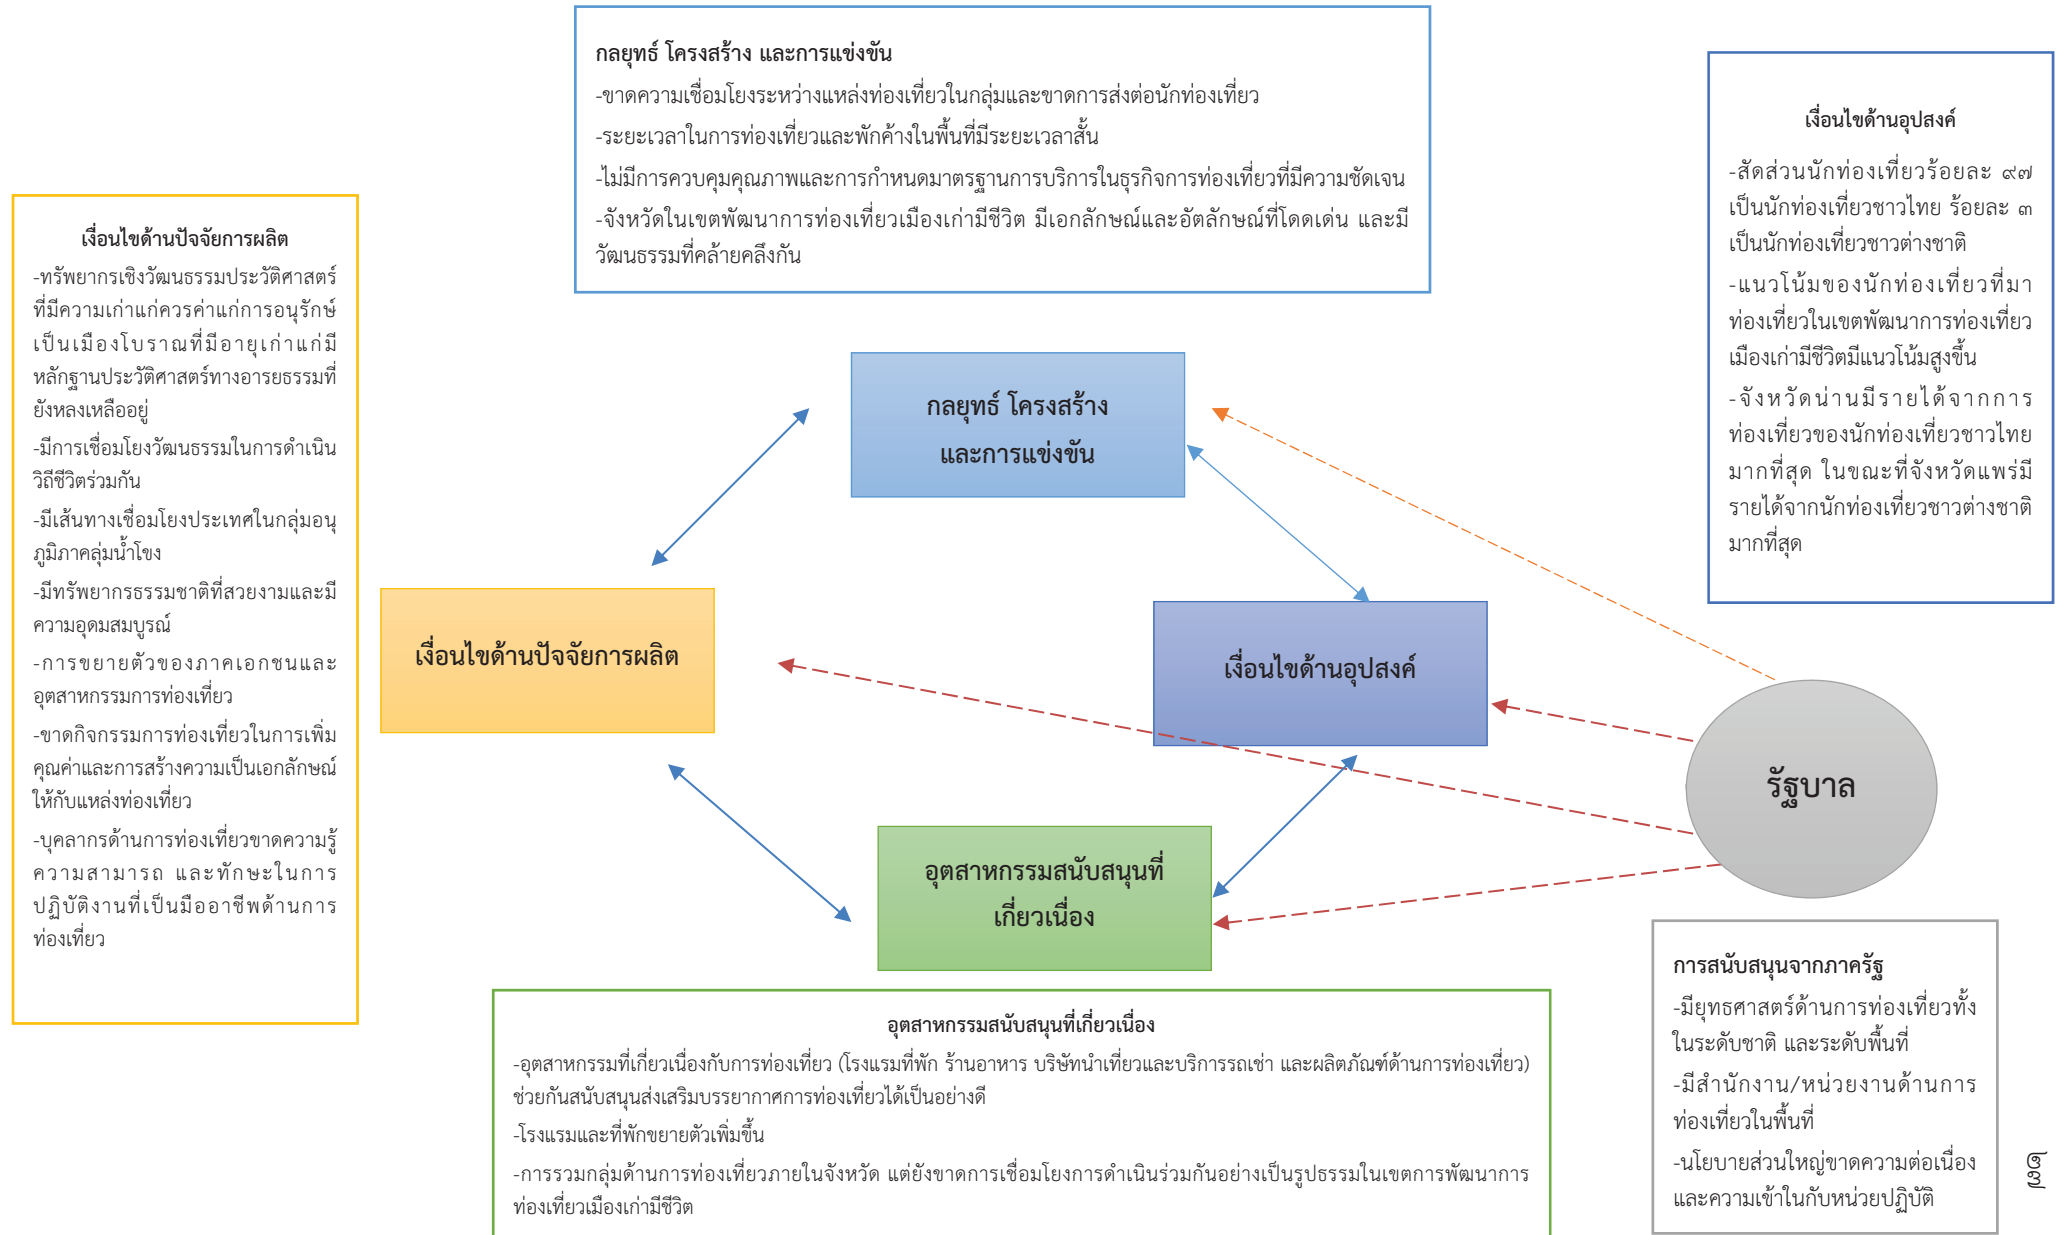 กลยุทธ์ โครงสร้าง และการแข่งขัน
-ขาดความเชื่อมโยงระหว่างแหล่งท่องเที่ยวในกลุ่มและขาดการส่งต่อนักท่องเที่ยว
-ระยะเวลาในการท่องเที่ยวและพักค้างในพื้นที่มีระยะเวลาสั้น
-ไม่มีการควบคุมคุณภาพและการกำหนดมาตรฐานการบริการในธุรกิจการท่องเที่ยวที่มีความชัดเจน
-จังหวัดในเขตพัฒนาการท่องเที่ยวเมืองเก่ามีชีวิต มีเอกลักษณ์และอัตลักษณ์ที่โดดเด่น และมี
วัฒนธรรมที่คล้ายคลึงกัน
เงื่อนไขด้านอุปสงค์
-สัดส่วนนักท่องเที่ยวร้อยละ ๙๗
เป็นนักท่องเที่ยวชาวไทย ร้อยละ ๓
เป็นนักท่องเที่ยวชาวต่างชาติ
-แนวโน้มของนักท่องเที่ยวที่มา
ท่องเที่ยวในเขตพัฒนาการท่องเที่ยว
เมืองเก่ามีชีวิตมีแนวโน้มสูงขึ้น
-จังหวัดน่านมีรายได้จากการ
ท่องเที่ยวของนักท่องเที่ยวชาวไทย
มากที่สุด ในขณะที่จังหวัดแพร่มี
รายได้จากนักท่องเที่ยวชาวต่างชาติ
มากที่สุด
เงื่อนไขด้านปัจจัยการผลิต
-ทรัพยากรเชิงวัฒนธรรมประวัติศาสตร์
ที่มีความเก่าแก่ควรค่าแก่การอนุรักษ์
เป็นเมืองโบราณที่มีอายุเก่าแก่มี
หลักฐานประวัติศาสตร์ทางอารยธรรมที่
ยังหลงเหลืออยู่
-มีการเชื่อมโยงวัฒนธรรมในการดำเนิน
วิถีชีวิตร่วมกัน
-มีเส้นทางเชื่อมโยงประเทศในกลุ่มอนุ
ภูมิภาคลุ่มน้ำโขง
-มีทรัพยากรธรรมชาติที่สวยงามและมี
ความอุดมสมบูรณ์
-การขยายตัวของภาคเอกชนและ
อุตสาหกรรมการท่องเที่ยว
-ขาดกิจกรรมการท่องเที่ยวในการเพิ่ม
คุณค่าและการสร้างความเป็นเอกลักษณ์
ให้กับแหล่งท่องเที่ยว
-บุคลากรด้านการท่องเที่ยวขาดความรู้
ความสามารถ และทักษะในการ
ปฏิบัติงานที่เป็นมืออาชีพด้านการ
ท่องเที่ยว
กลยุทธ์ โครงสร้าง
และการแข่งขัน
เงื่อนไขด้านปัจจัยการผลิต
เงื่อนไขด้านอุปสงค์
รัฐบาล
อุตสาหกรรมสนับสนุนที่
เกี่ยวเนื่อง
การสนับสนุนจากภาครัฐ
-มียุทธศาสตร์ด้านการท่องเที่ยวทั้ง
ในระดับชาติ และระดับพื้นที่
-มีสำนักงาน/หน่วยงานด้านการ
ท่องเที่ยวในพื้นที่
-นโยบายส่วนใหญ่ขาดความต่อเนื่อง
และความเข้าในกับหน่วยปฏิบัติ
อุตสาหกรรมสนับสนุนที่เกี่ยวเนื่อง
-อุตสาหกรรมที่เกี่ยวเนื่องกับการท่องเที่ยว (โรงแรมที่พัก ร้านอาหาร บริษัทนำเที่ยวและบริการรถเช่า และผลิตภัณฑ์ด้านการท่องเที่ยว)
ช่วยกันสนับสนุนส่งเสริมบรรยากาศการท่องเที่ยวได้เป็นอย่างดี
-โรงแรมและที่พักขยายตัวเพิ่มขึ้น
-การรวมกลุ่มด้านการท่องเที่ยวภายในจังหวัด แต่ยังขาดการเชื่อมโยงการดำเนินร่วมกันอย่างเป็นรูปธรรมในเขตการพัฒนาการ
ท่องเที่ยวเมืองเก่ามีชีวิต
๒๗